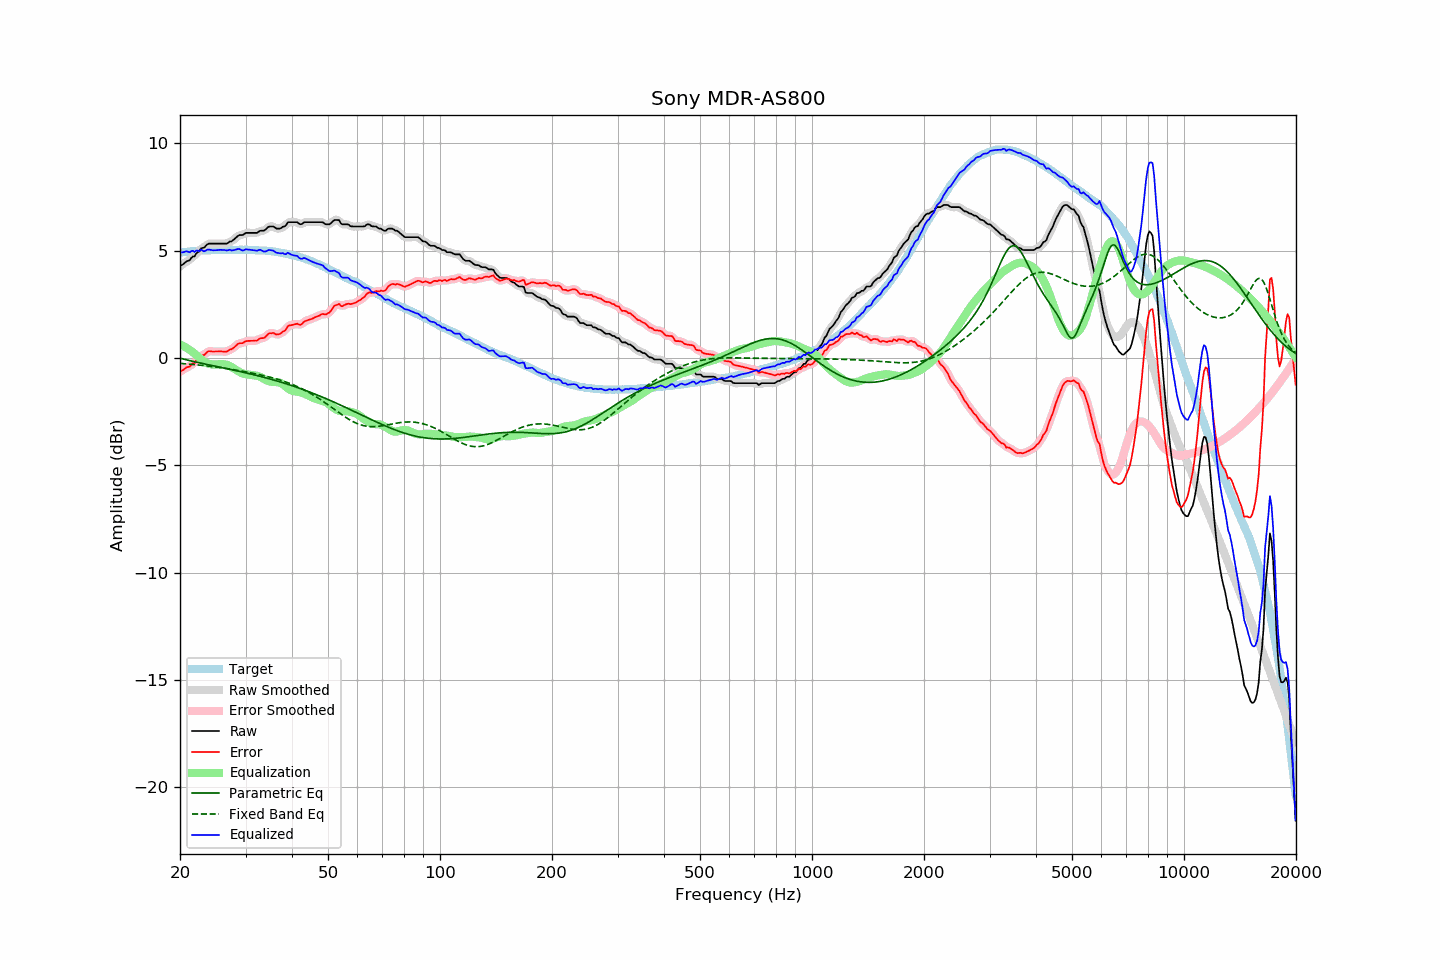 Sony MDR-AS800
Amplitude (dBr)
10
5
0
−5
−10
−15
−20
Target
Raw Smoothed
Error Smoothed
Raw
Error
Equalization
Parametric Eq
Fixed Band Eq
Equalized
20 50 100 200 500 1000 2000 5000 10000 20000
Frequency (Hz)